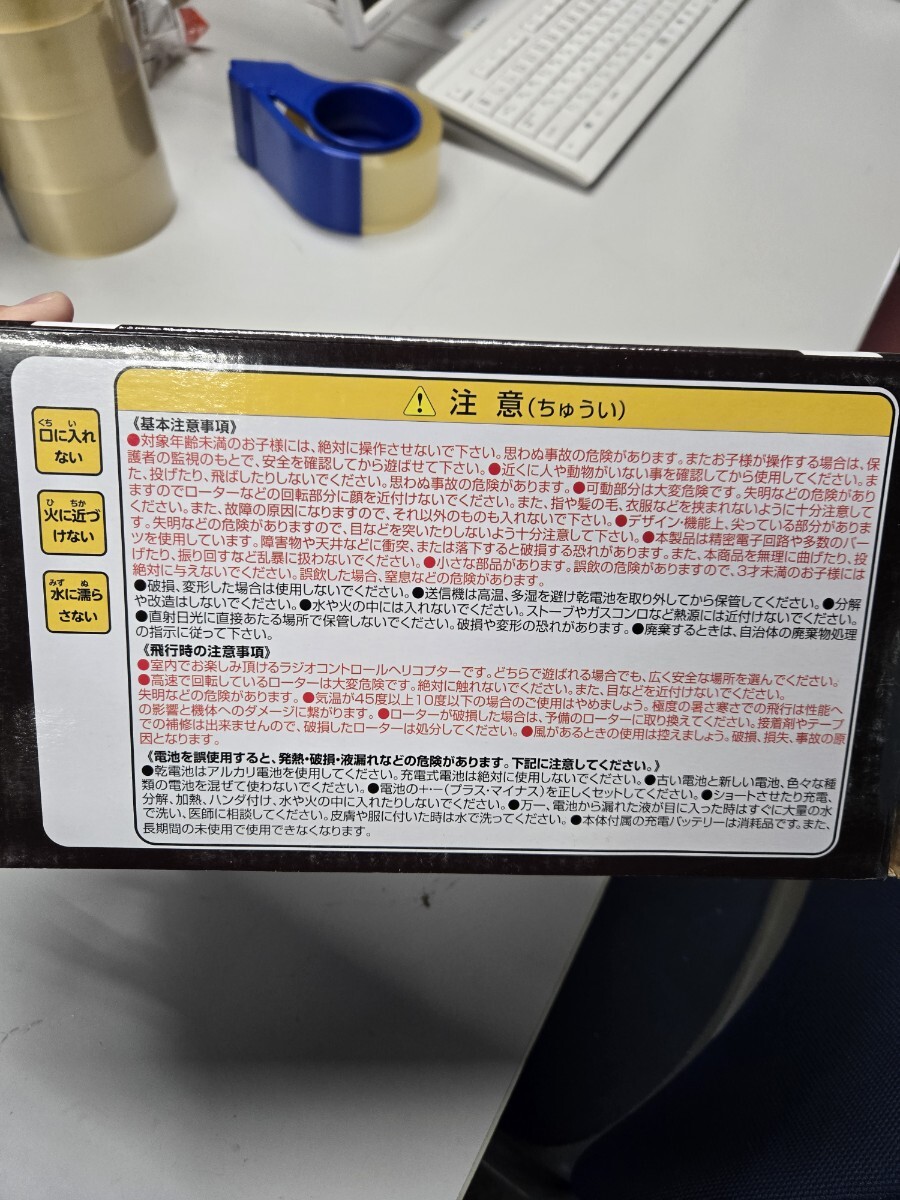 注 意(ちゅうい)
くち い
口に入れ
ない
ひ ちか
火に近づ
けない
みず ぬ
水に濡ら
さない
《基本注意事項》
●対象年齢未満のお子様には、絶対に操作させないで下さい。思わぬ事故の危険があります。またお子様が操作する場合は、保
護者の監視のもとで、安全を確認してから遊ばせて下さい。●近くに人や動物がいない事を確認してから使用してください。ま
た、投げたり、飛ばしたりしないでください。思わぬ事故の危険があります。●可動部分は大変危険です。失明などの危険があり
ますのでローターなどの回転部分に顔を近付けないでください。また、指や髪の毛、衣服などを挟まれないように十分注意して
ください。また、故障の原因になりますので、それ以外のものも入れないで下さい。●デザイン・機能上、尖っている部分がありま
す。失明などの危険がありますので、目などを突いたりしないよう十分注意して下さい。●本製品は精密電子回路や多数のパー
ツを使用しています。障害物や天井などに衝突、または落下すると破損する恐れがあります。また、本商品を無理に曲げたり、投
げたり、振り回すなど乱暴に扱わないでください。●小さな部品があります。誤飲の危険がありますので、3才未満のお子様には
絶対に与えないでください。誤飲した場合、窒息などの危険があります。
●破損、変形した場合は使用しないでください。●送信機は高温、多湿を避け乾電池を取り外してから保管してください。●分解
や改造はしないでください。●水や火の中には入れないでください。ストーブやガスコンロなど熱源には近付けないでください。
●直射日光に直接あたる場所で保管しないでください。破損や変形の恐れがあります。●廃棄するときは、自治体の廃棄物処理
の指示に従って下さい。
《飛行時の注意事項》
●室内でお楽しみ頂けるラジオコントロールヘリコプターです。どちらで遊ばれる場合でも、広く安全な場所を選んでください。
●高速で回転しているローターは大変危険です。絶対に触れないでください。また、目などを近付けないでください。
失明などの危険があります。●気温が45度以上10度以下の場合のご使用はやめましょう。極度の暑さ寒さでの飛行は性能へ
の影響と機体へのダメージに繋がります。●ローターが破損した場合は、予備のローターに取り換えてください。接着剤やテープ
での補修は出来ませんので、破損したローターは処分してください。●風があるときの使用は控えましょう。破損、損失、事故の原
因となります。
《電池を誤使用すると、発熱・破損・液漏れなどの危険があります。下記に注意してください。》
●乾電池はアルカリ電池を使用してください。充電式電池は絶対に使用しないでください。●古い電池と新しい電池、色々な種
類の電池を混ぜて使わないでください。●電池の+・-(プラス・マイナス)を正しくセットしてください。●ショートさせたり充電、
分解、加熱、ハンダ付け、水や火の中に入れたりしないでください。●万一、電池から漏れた液が目に入った時はすぐに大量の水
で洗い、医師に相談してください。皮膚や服に付いた時は水で洗ってください。●本体付属の充電バッテリーは消耗品です。また、
長期間の未使用で使用できなくなります。